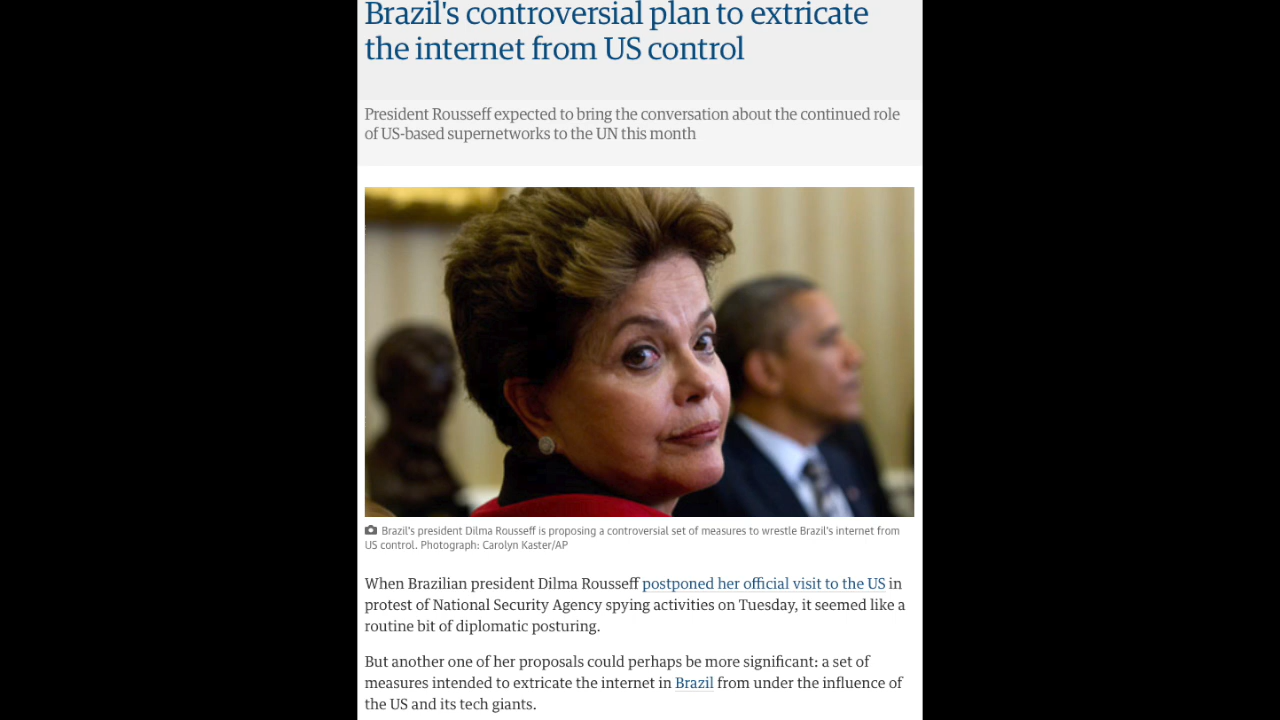 Brazil's controversial plan to extricate
the internet from US control
President Rousseff expected to bring the conversation about the continued role
of US-based supernetworks to the UN this month
Brazil's president Dilma Rousseff is proposing a controversial set of measures to wrestle Brazil's internet from
US control. Photograph: Carolyn Kaster/AP
When Brazilian president Dilma Rousseff postponed her official visit to the US in
protest of National Security Agency spying activities on Tuesday, it seemed like a
routine bit of diplomatic posturing.
But another one of her proposals could perhaps be more significant: a set of
measures intended to extricate the internet in Brazil from under the influence of
the US and its tech giants.